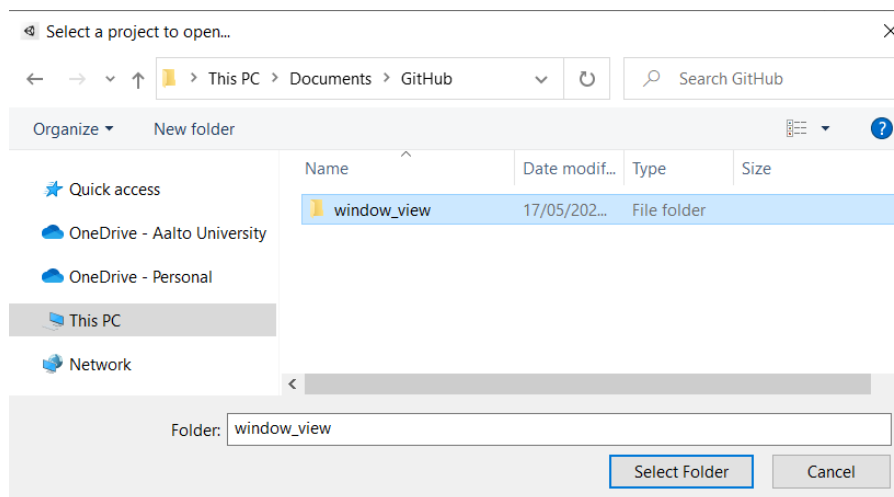 Select a project to open...
This PC > Documents > GitHub
Search GitHub
Organize
New folder
?
Name
Date modif...
Type
Size
Quick access
window_view
17/05/202...
File folder
OneDrive - Aalto University
OneDrive - Personal
This PC
Network
Folder: window_view
Select Folder
Cancel